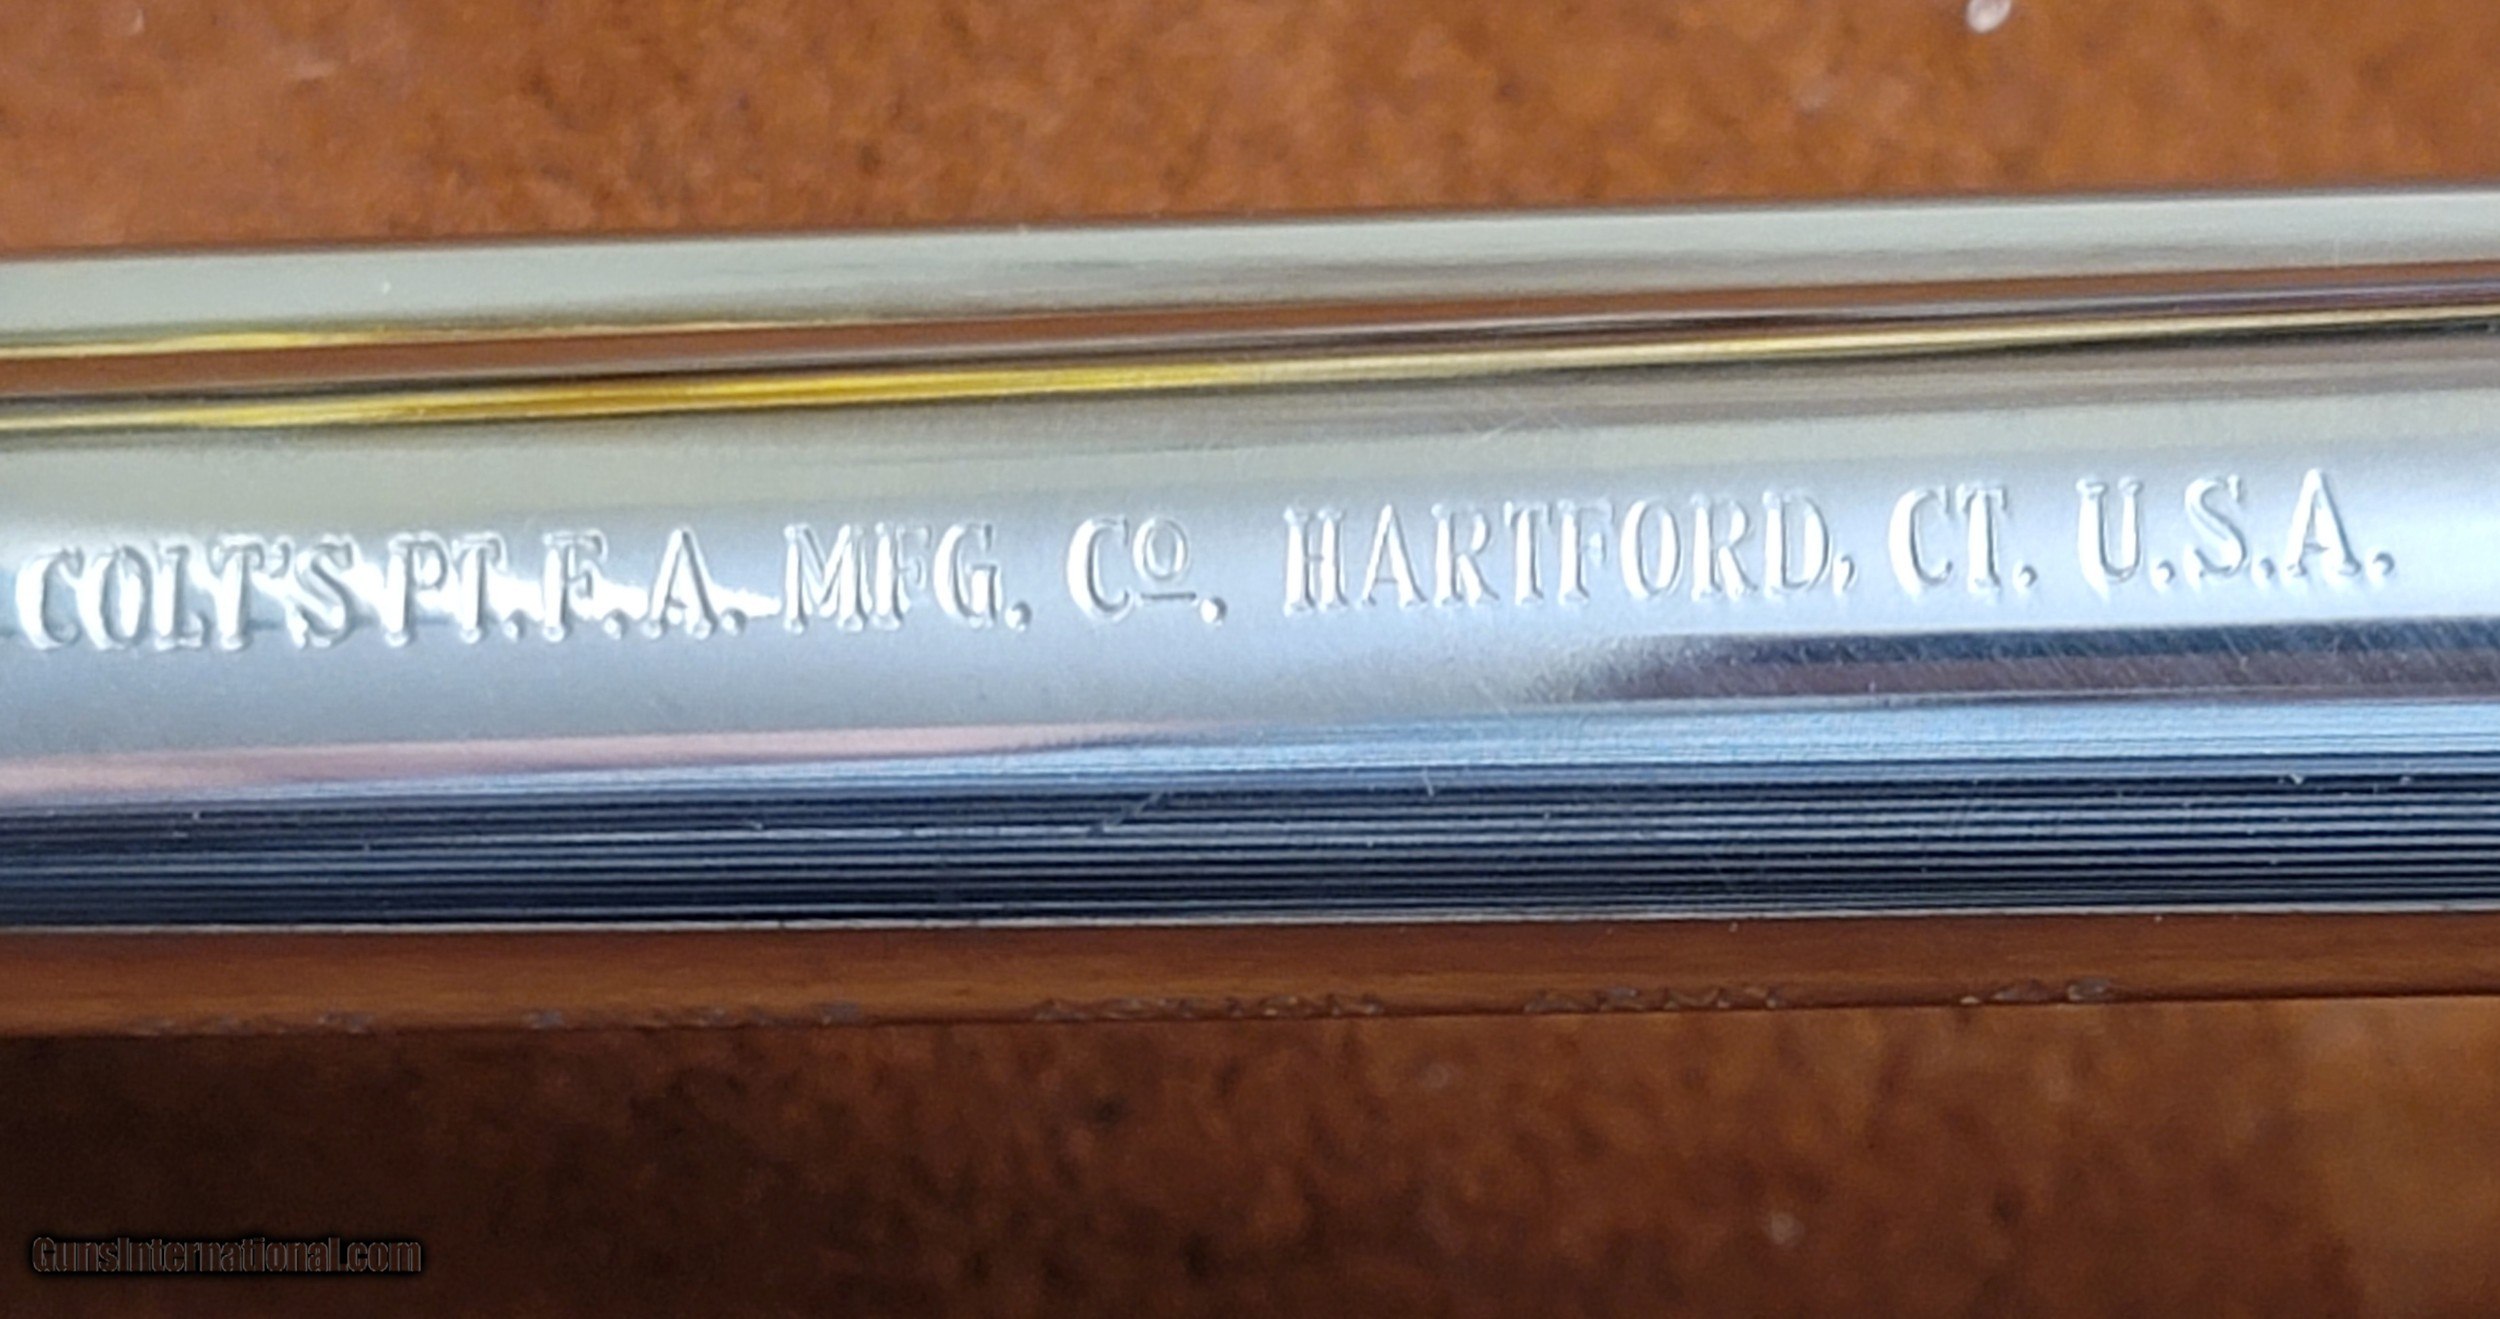 COLT'S PT. F. A. MFG. Cº. HARTFORD, CT. U.S.A.
GunsInternational.com